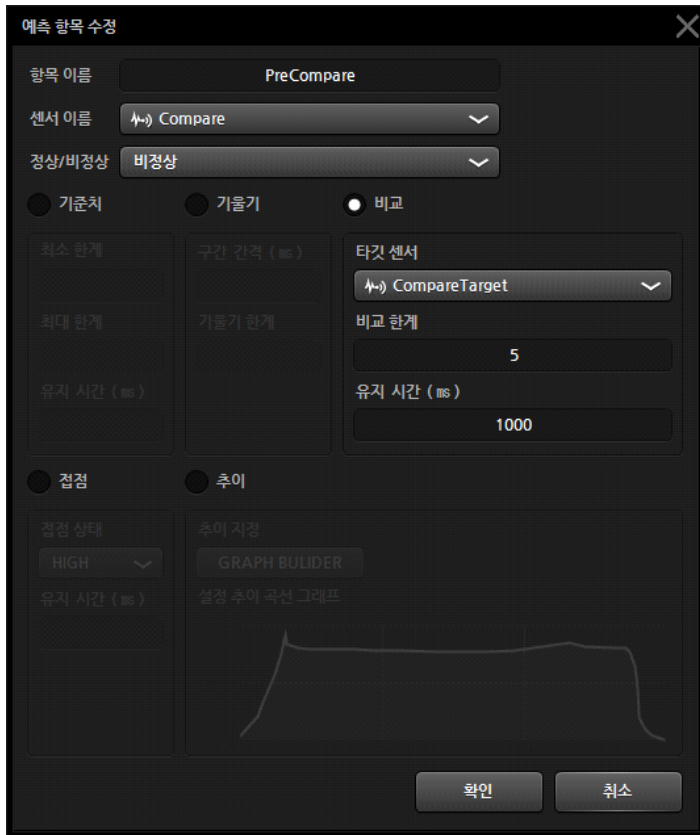 예측 항목 수정
항목 이름 PreCompare
센서 이름 Compare
정상/비정상 비정상
기준치 기울기 비교
최소 한계 구간 간격 (㎳) 타깃 센서
CompareTarget
최대 한계 기울기 한계 비교 한계
5
유지 시간 (㎳) 유지 시간 (㎳)
1000
접점 추이
접점 상태 추이 지정
HIGH GRAPH BULIDER
유지 시간 (㎳) 설정 추이 곡선 그래프
확인 취소